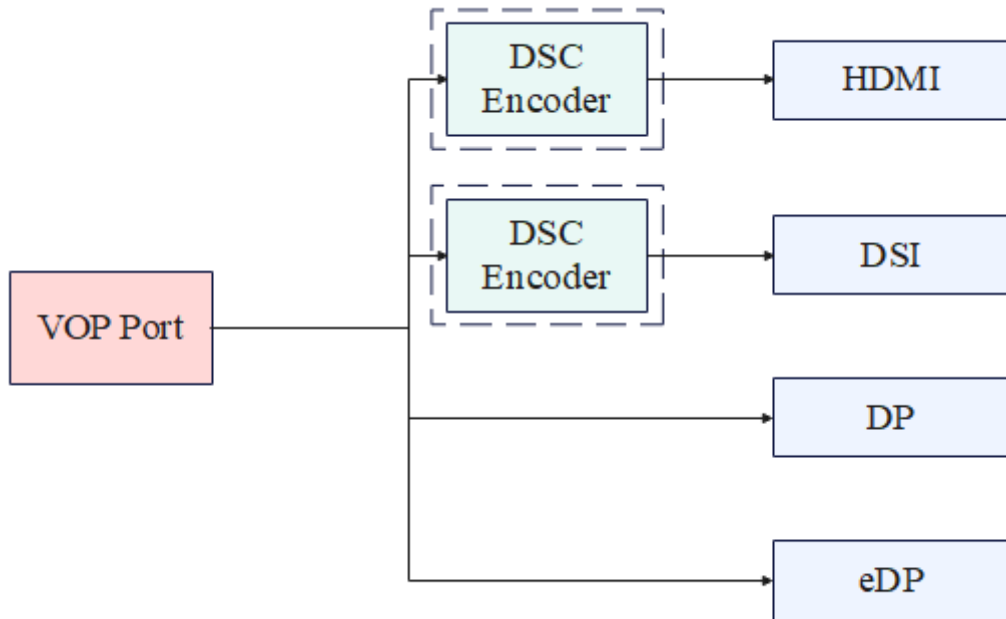 DSC
Encoder
HDMI
DSC
Encoder
DSI
VOP Port
DP
eDP